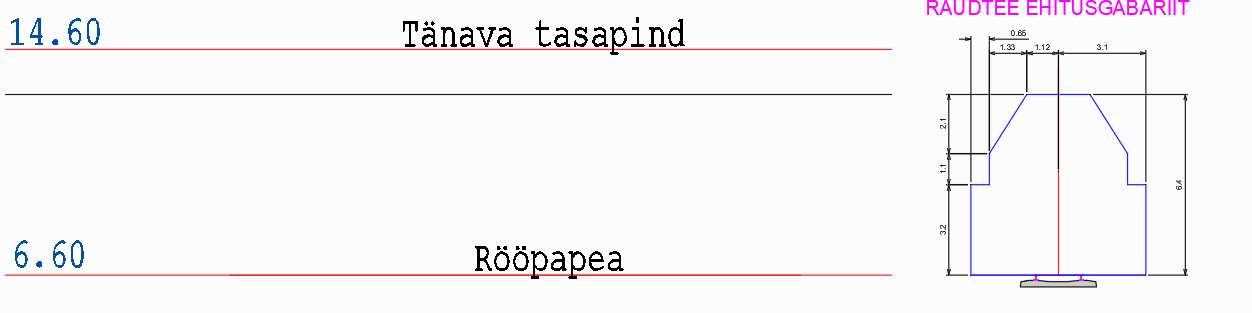 14.60 Tänava tasapind
6.60 Rööpapea
RAUDTEE EHITUSGABARIIT
0.65
1.33 1.12 3.1
2.1
1.1
3.2
6.4